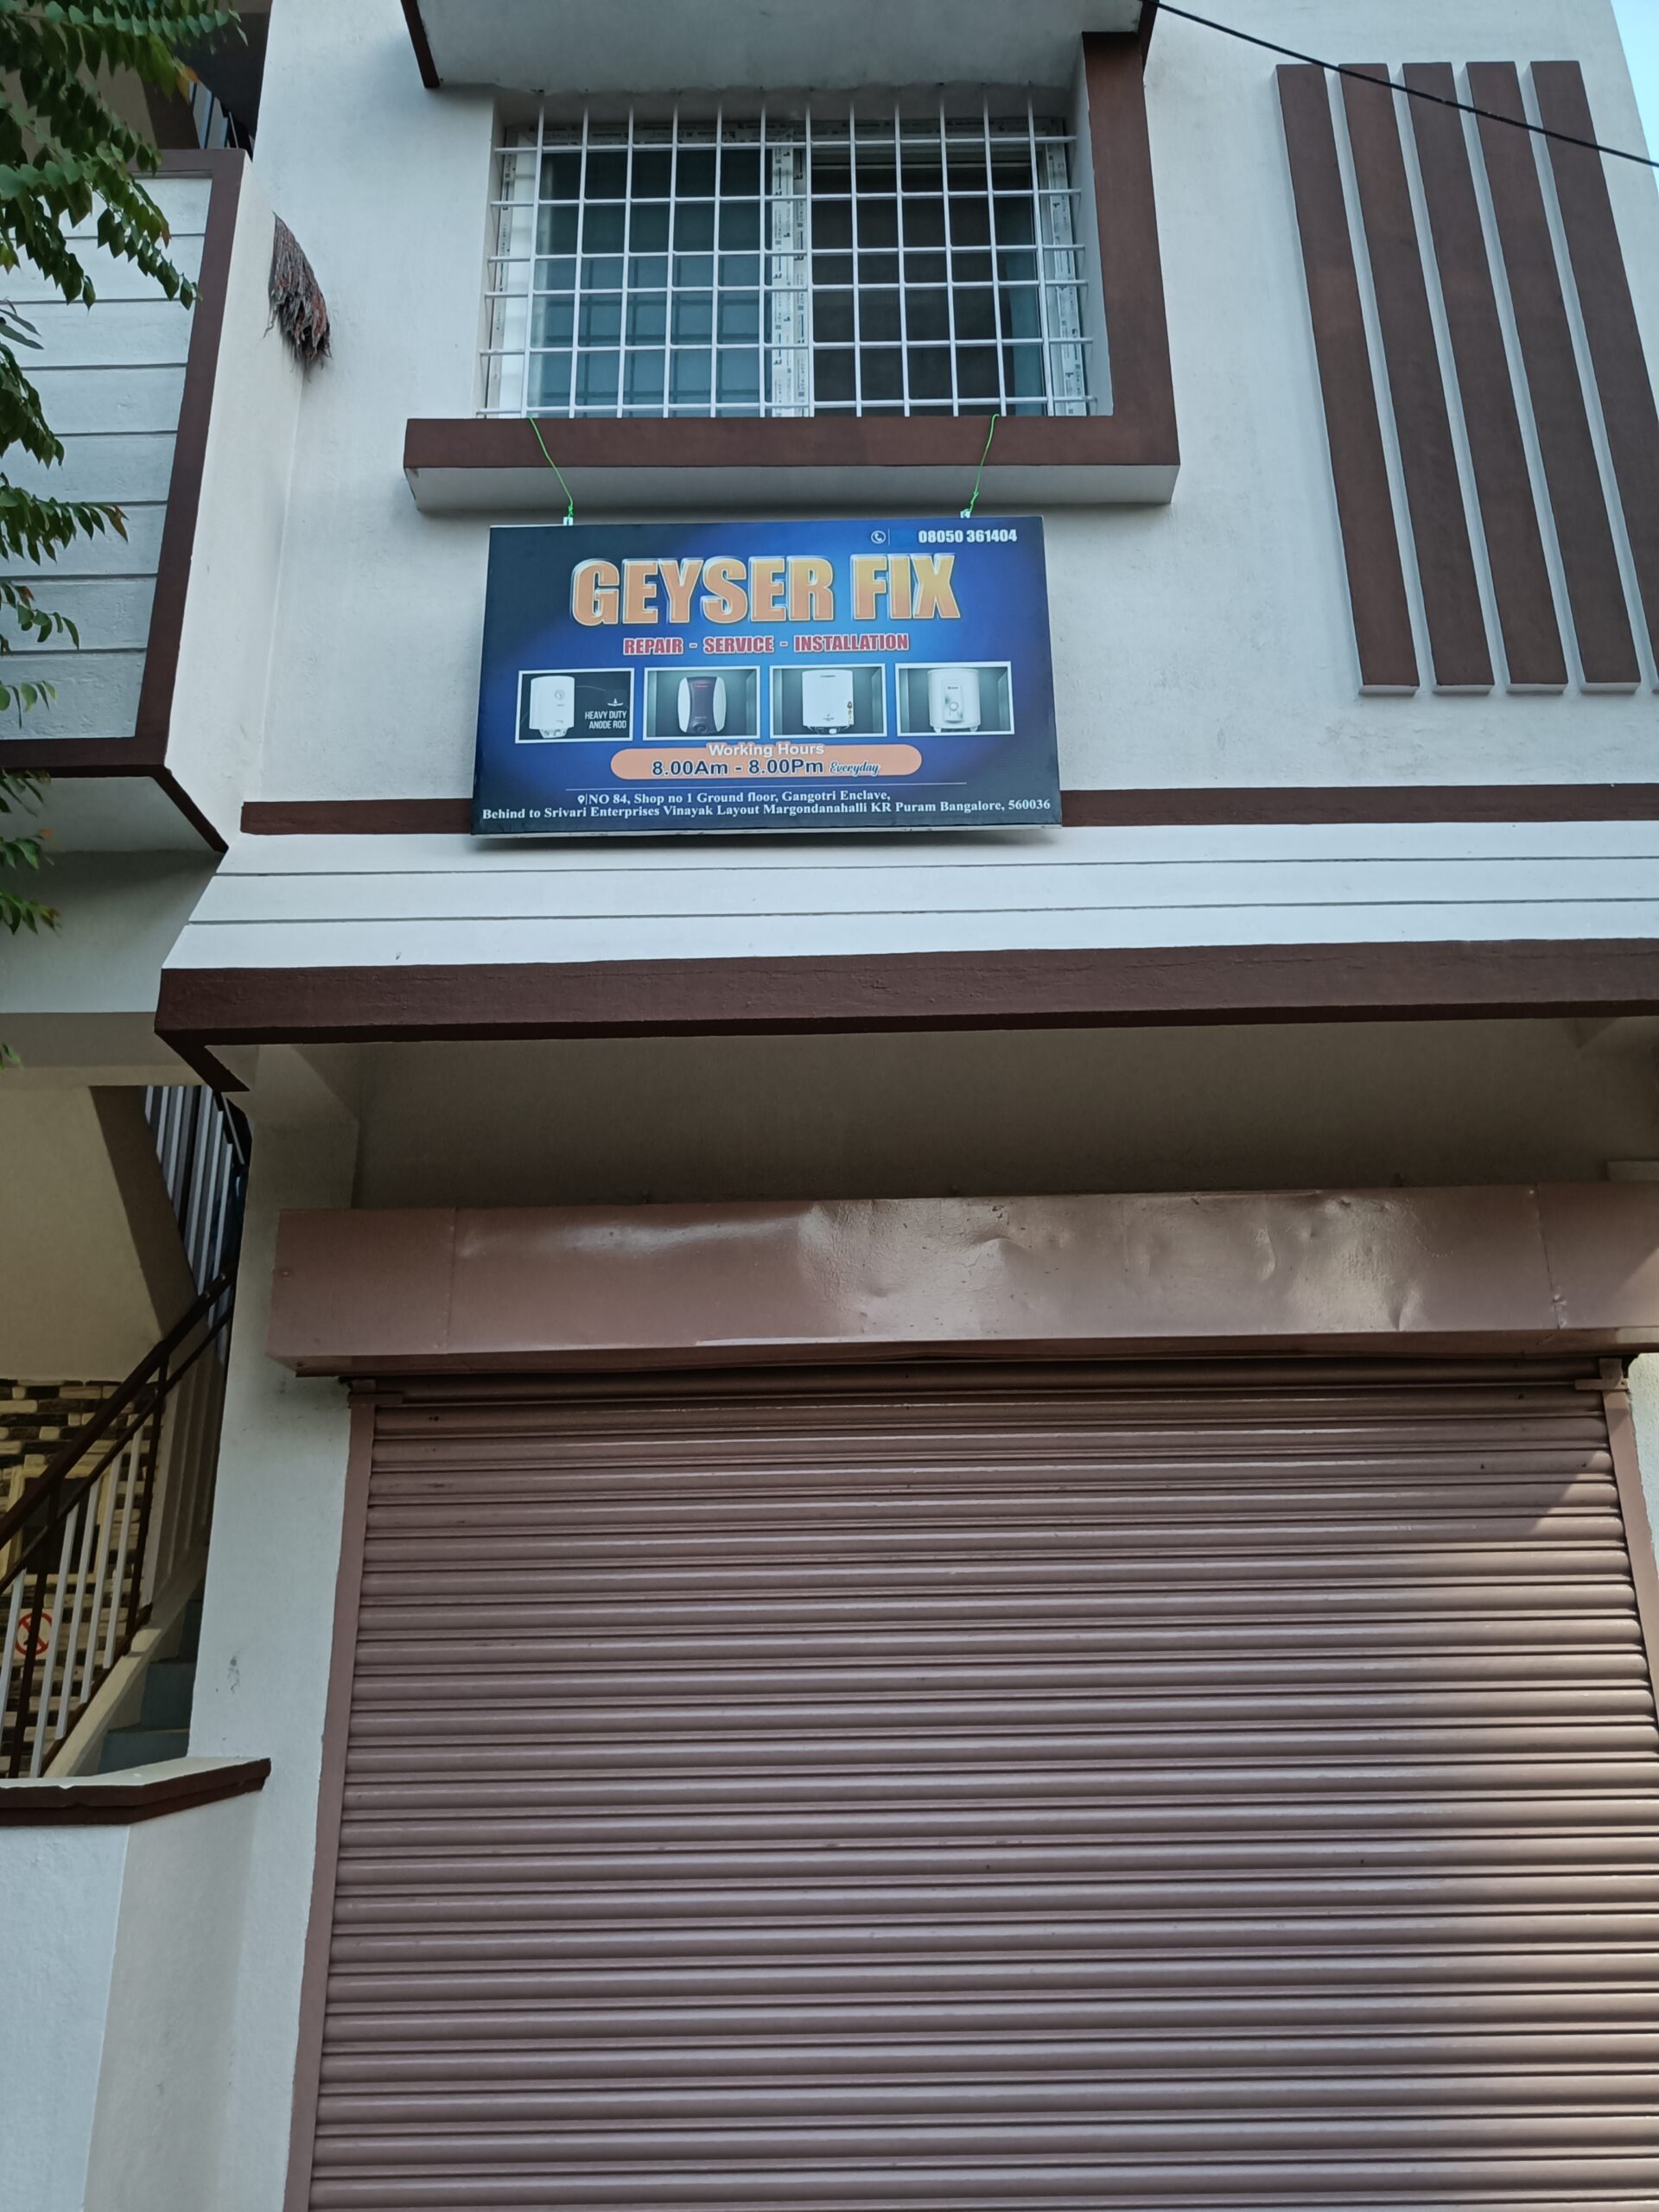 08050 361404
GEYSER FIX
REPAIR - SERVICE - INSTALLATION
HEAVY DUTY
ANODE ROD
Working Hours
8.00Am - 8.00Pm Everyday
NO 84, Shop no 1 Ground floor, Gangotri Enclave,
Behind to Srivari Enterprises Vinayak Layout Margondanahalli KR Puram Bangalore, 560036